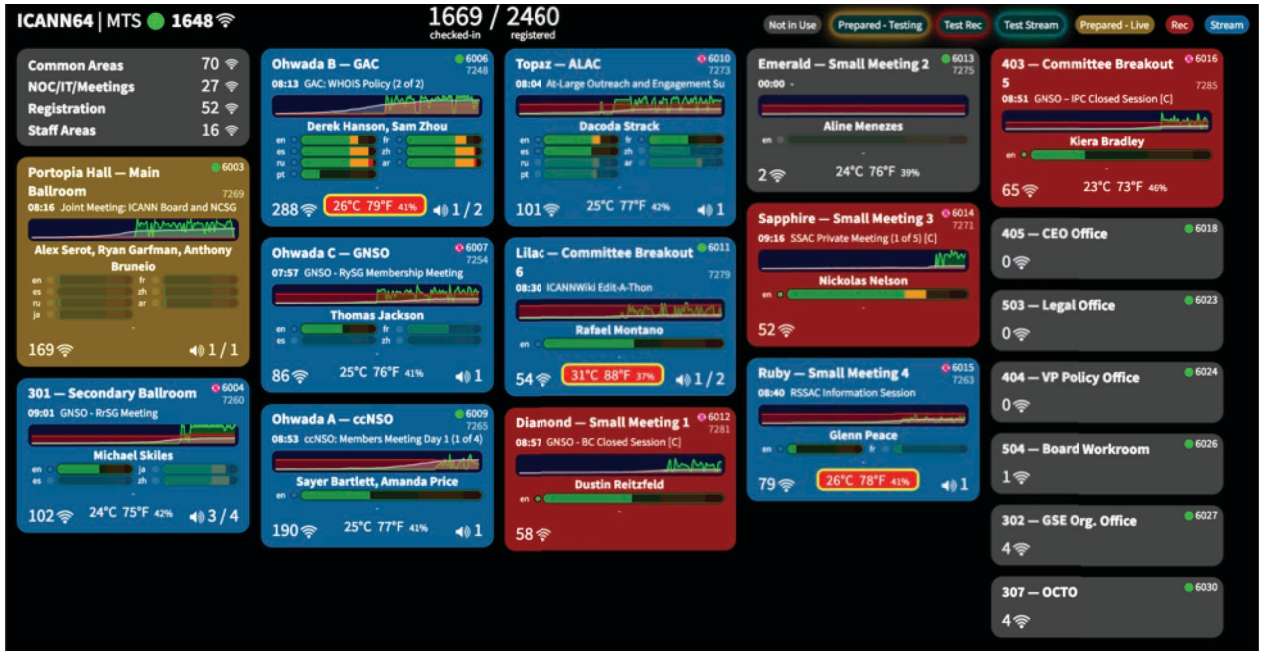 ICANN64 | MTS 1648
1669 / 2460
checked-in registered
Not in Use Prepared - Testing Test Rec Test Stream Prepared - Live Rec Stream
Common Areas 70
NOC/IT/Meetings 27
Registration 52
Staff Areas 16
Portopia Hall — Main 6003
Ballroom 7269
08:16 Joint Meeting: ICANN Board and NCSG
Alex Serot, Ryan Garfman, Anthony
Bruneio
en fr
es zh
ru ar
ja
-
169 1 / 1
301 — Secondary Ballroom 6004
7260
09:01 GNSO - RrSG Meeting
Michael Skiles
en ja
es zh
-
102 24°C 75°F 42% 3 / 4
Ohwada B — GAC 6006
7248
08:13 GAC: WHOIS Policy (2 of 2)
Derek Hanson, Sam Zhou
en fr
es zh
ru ar
pt
-
288 26°C 79°F 41% 1 / 2
Ohwada C — GNSO 6007
7254
07:57 GNSO - RySG Membership Meeting
Thomas Jackson
en fr
es zh
-
86 25°C 76°F 41% 1
Ohwada A — ccNSO 6009
7265
08:53 ccNSO: Members Meeting Day 1 (1 of 4)
Sayer Bartlett, Amanda Price
en
-
190 25°C 77°F 41% 1
Topaz — ALAC 6010
7273
08:04 At-Large Outreach and Engagement Su
Dacoda Strack
en fr
es zh
ru ar
pt
-
101 25°C 77°F 42% 1
Lilac — Committee Breakout 6011
6 7279
08:30 ICANNWiki Edit-A-Thon
Rafael Montano
en
-
54 31°C 88°F 37% 1 / 2
Diamond — Small Meeting 1 6012
7281
08:57 GNSO - BC Closed Session [C]
Dustin Reitzfeld
en
-
58
Emerald — Small Meeting 2 6013
7275
00:00 -
Aline Menezes
en
-
2 24°C 76°F 39%
Sapphire — Small Meeting 3 6014
7271
09:16 SSAC Private Meeting (1 of 5) [C]
Nickolas Nelson
en
-
52
Ruby — Small Meeting 4 6015
7263
08:40 RSSAC Information Session
Glenn Peace
en fr
-
79 26°C 78°F 41% 1
403 — Committee Breakout 6016
5 7285
08:51 GNSO - IPC Closed Session [C]
Kiera Bradley
en
-
65 23°C 73°F 46%
405 — CEO Office 6018
0
503 — Legal Office 6023
0
404 — VP Policy Office 6024
0
504 — Board Workroom 6026
1
302 — GSE Org. Office 6027
4
307 — OCTO 6030
4